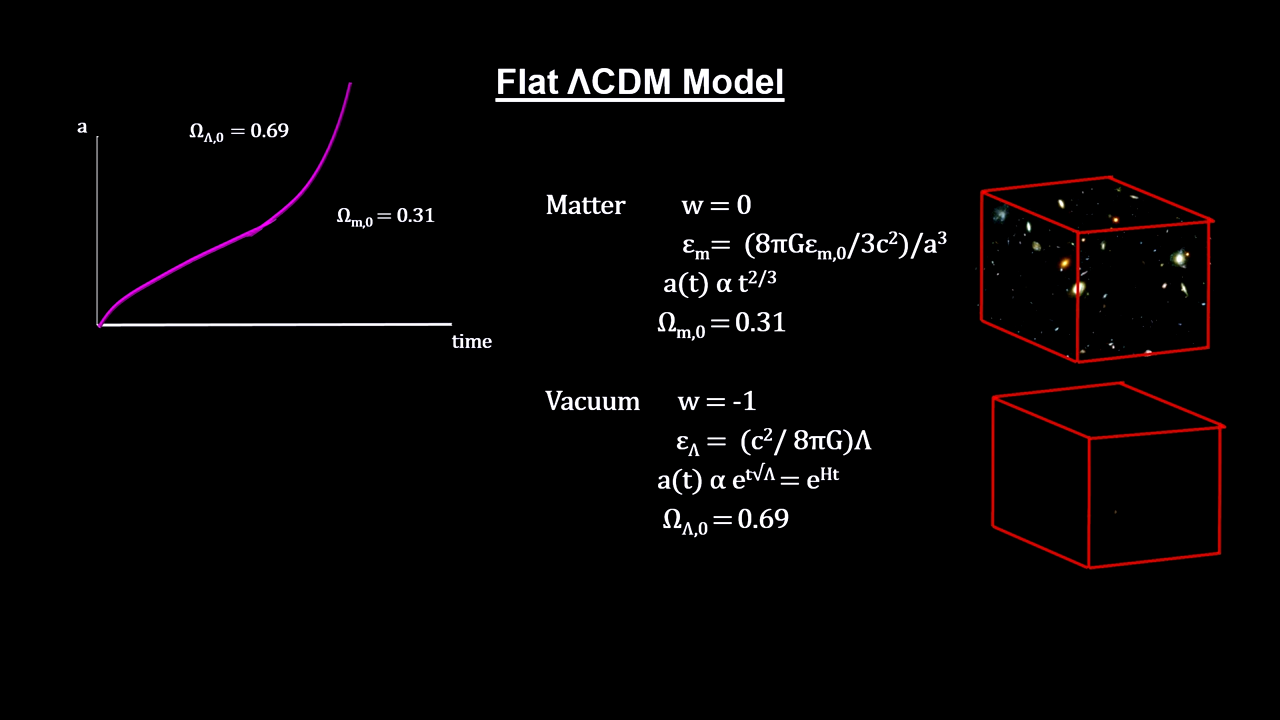 Flat ΛCDM Model
a
Ω_Λ,0 = 0.69
Ω_m,0 = 0.31
time
Matter w = 0
ε_m = (8πGε_m,0/3c²)/a³
a(t) α t^2/3
Ω_m,0 = 0.31
Vacuum w = -1
ε_Λ = (c²/ 8πG)Λ
a(t) α e^t√Λ = e^Ht
Ω_Λ,0 = 0.69